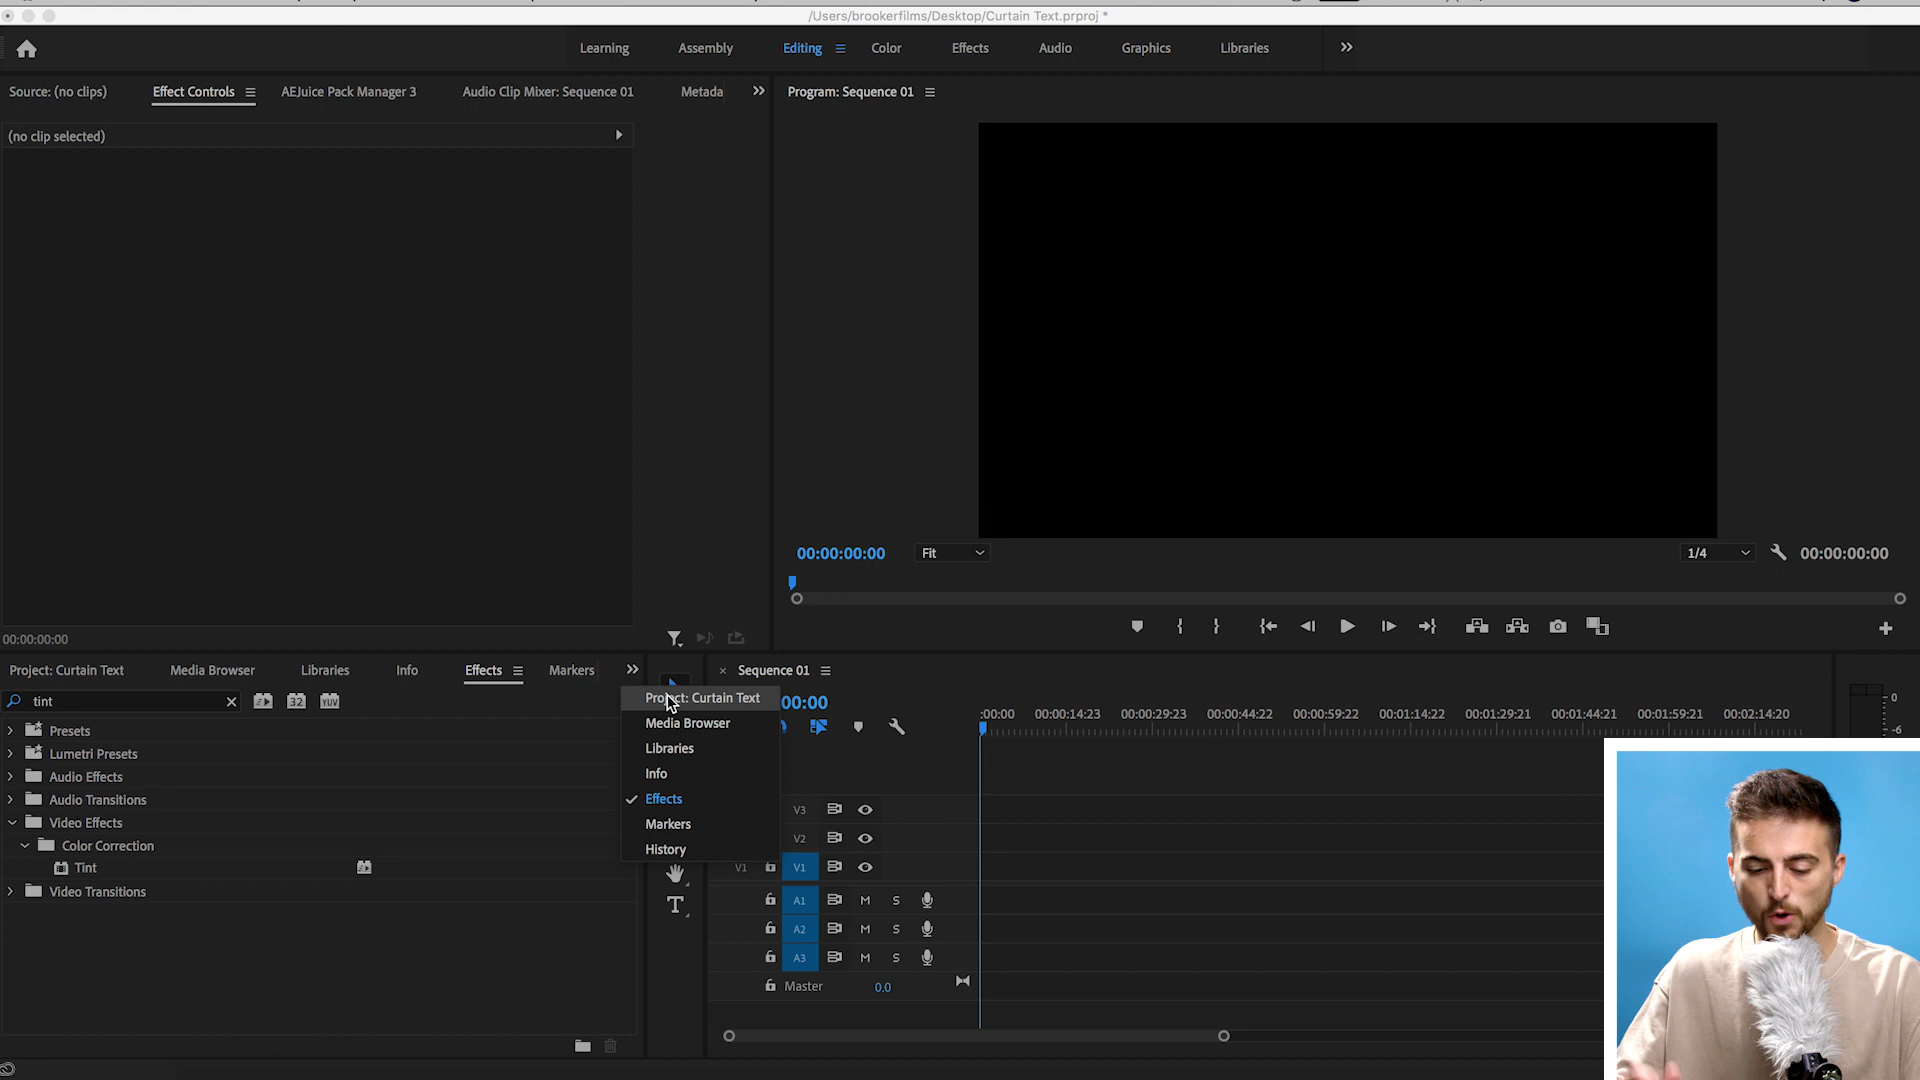 /Users/brookerfilms/Desktop/Curtain Text.prproj *
Learning Assembly Editing Color Effects Audio Graphics Libraries
Source: (no clips) Effect Controls AEJuice Pack Manager 3 Audio Clip Mixer: Sequence 01 Metada
Program: Sequence 01
(no clip selected)
00:00:00:00 Fit 1/4 00:00:00:00
00:00:00:00
Project: Curtain Text Media Browser Libraries Info Effects Markers
Sequence 01
tint 32 YUV
Presets
Lumetri Presets
Audio Effects
Audio Transitions
Video Effects
Color Correction
Tint
Video Transitions
Project: Curtain Text
Media Browser
Libraries
Info
Effects
Markers
History
T
:00:00
:00:00 00:00:14:23 00:00:29:23 00:00:44:22 00:00:59:22 00:01:14:22 00:01:29:21 00:01:44:21 00:01:59:21 00:02:14:20
V3
V2
V1 V1
A1 M S
A2 M S
A3 M S
Master 0.0
0
-6